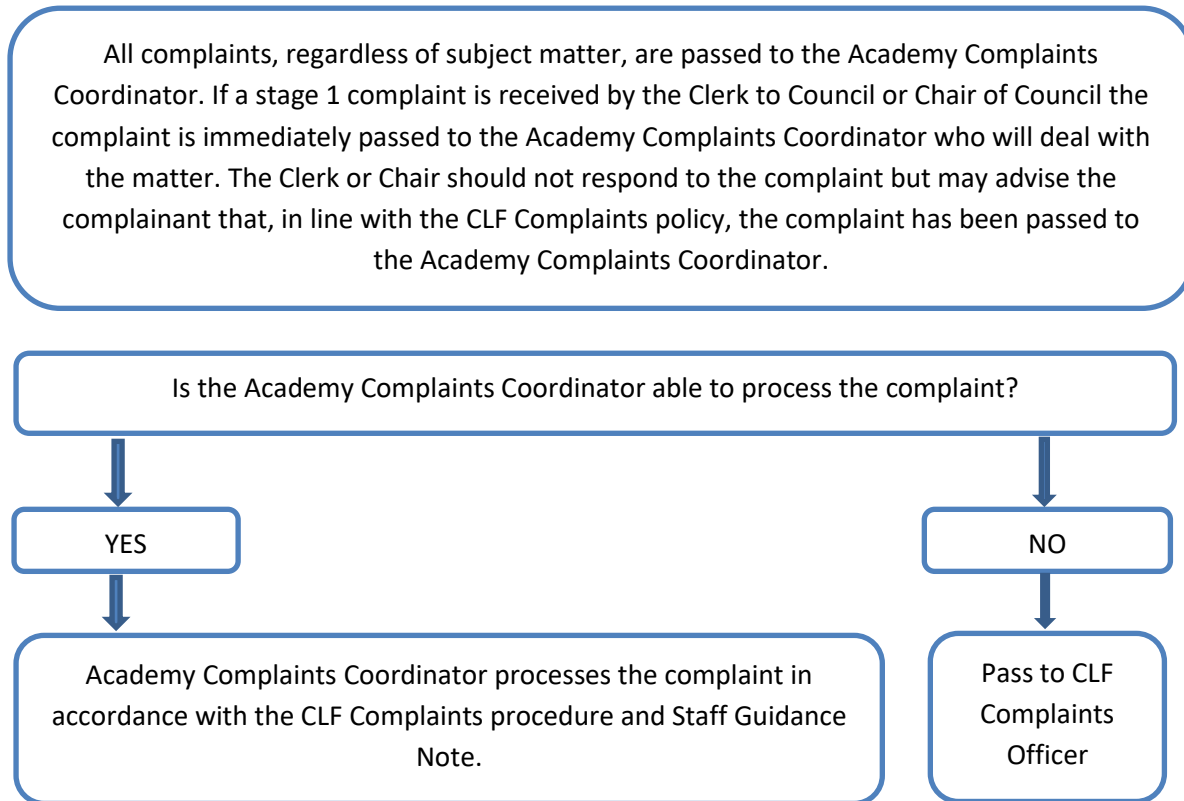 All complaints, regardless of subject matter, are passed to the Academy Complaints
Coordinator. If a stage 1 complaint is received by the Clerk to Council or Chair of Council the
complaint is immediately passed to the Academy Complaints Coordinator who will deal with
the matter. The Clerk or Chair should not respond to the complaint but may advise the
complainant that, in line with the CLF Complaints policy, the complaint has been passed to
the Academy Complaints Coordinator.
Is the Academy Complaints Coordinator able to process the complaint?
YES
NO
Academy Complaints Coordinator processes the complaint in
accordance with the CLF Complaints procedure and Staff Guidance
Note.
Pass to CLF
Complaints
Officer